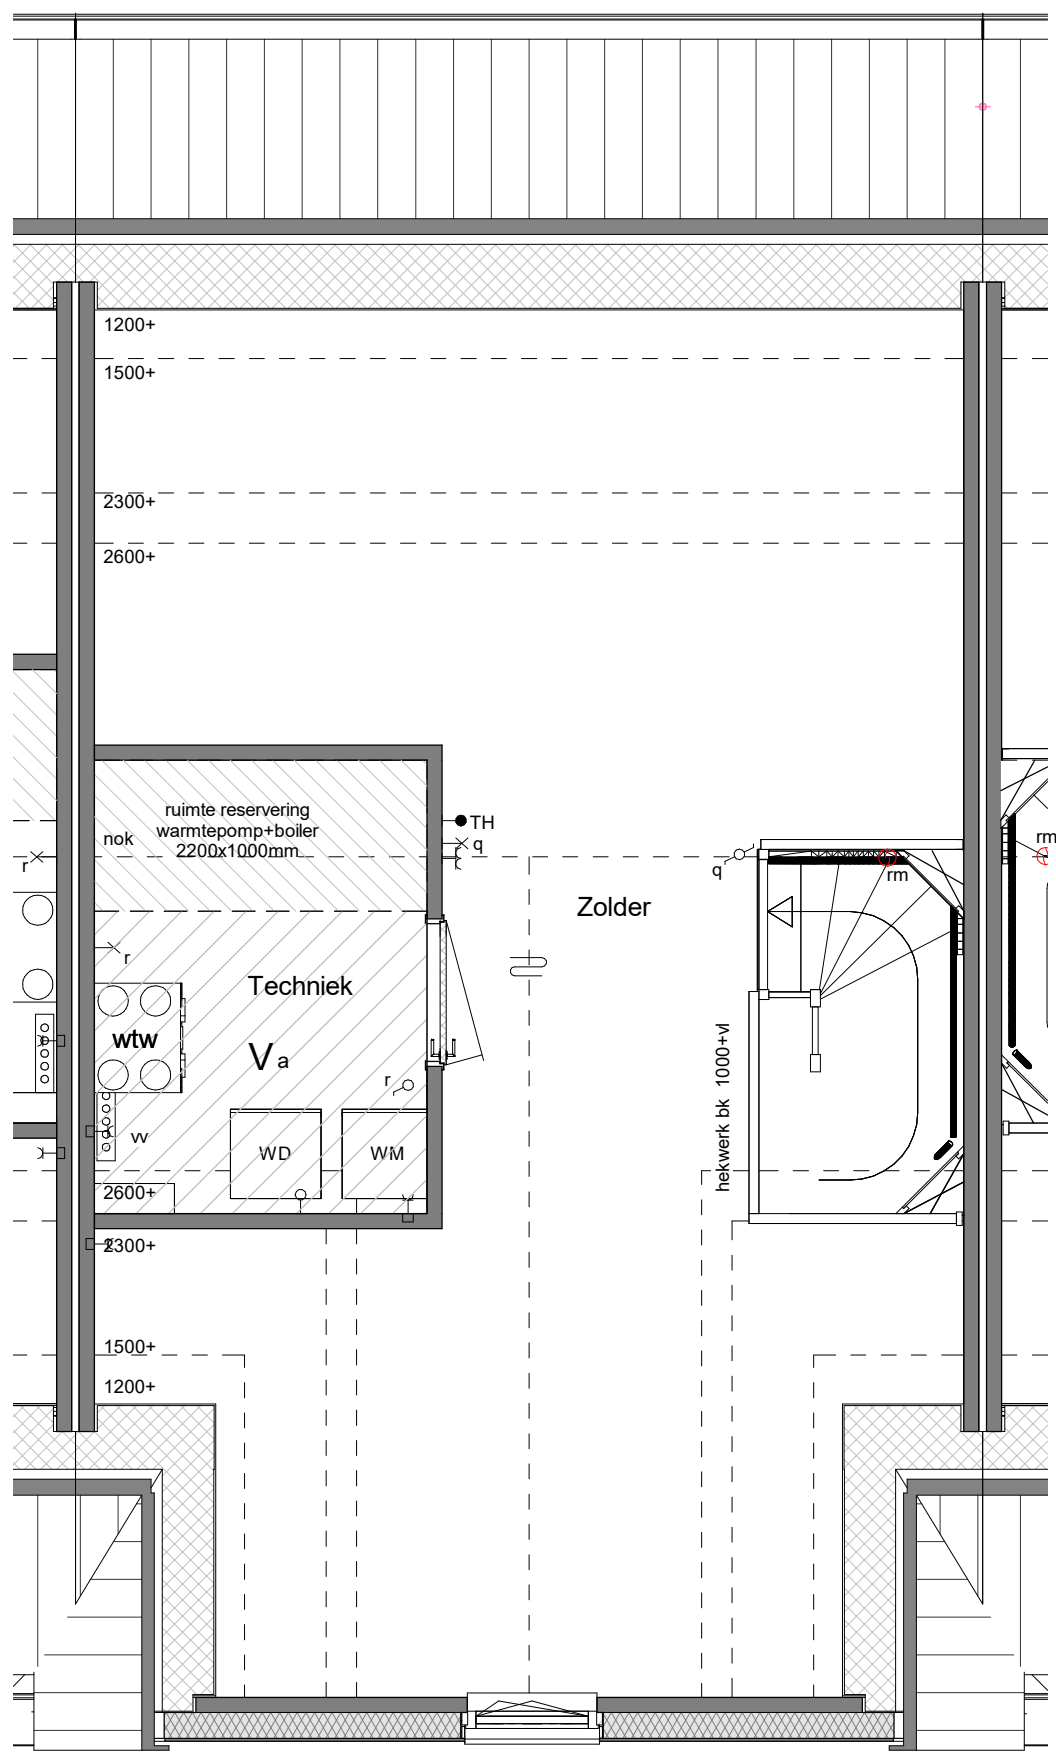 1200+
1500+
2300+
2600+
ruimte reservering
warmtepomp+boiler
2200x1000mm
nok
TH
q
r
r
q
rm
rm
Zolder
r
Techniek
wtw
Va
r
hekwerk bk 1000+vl
vv
WD
WM
2600+
2300+
1500+
1200+